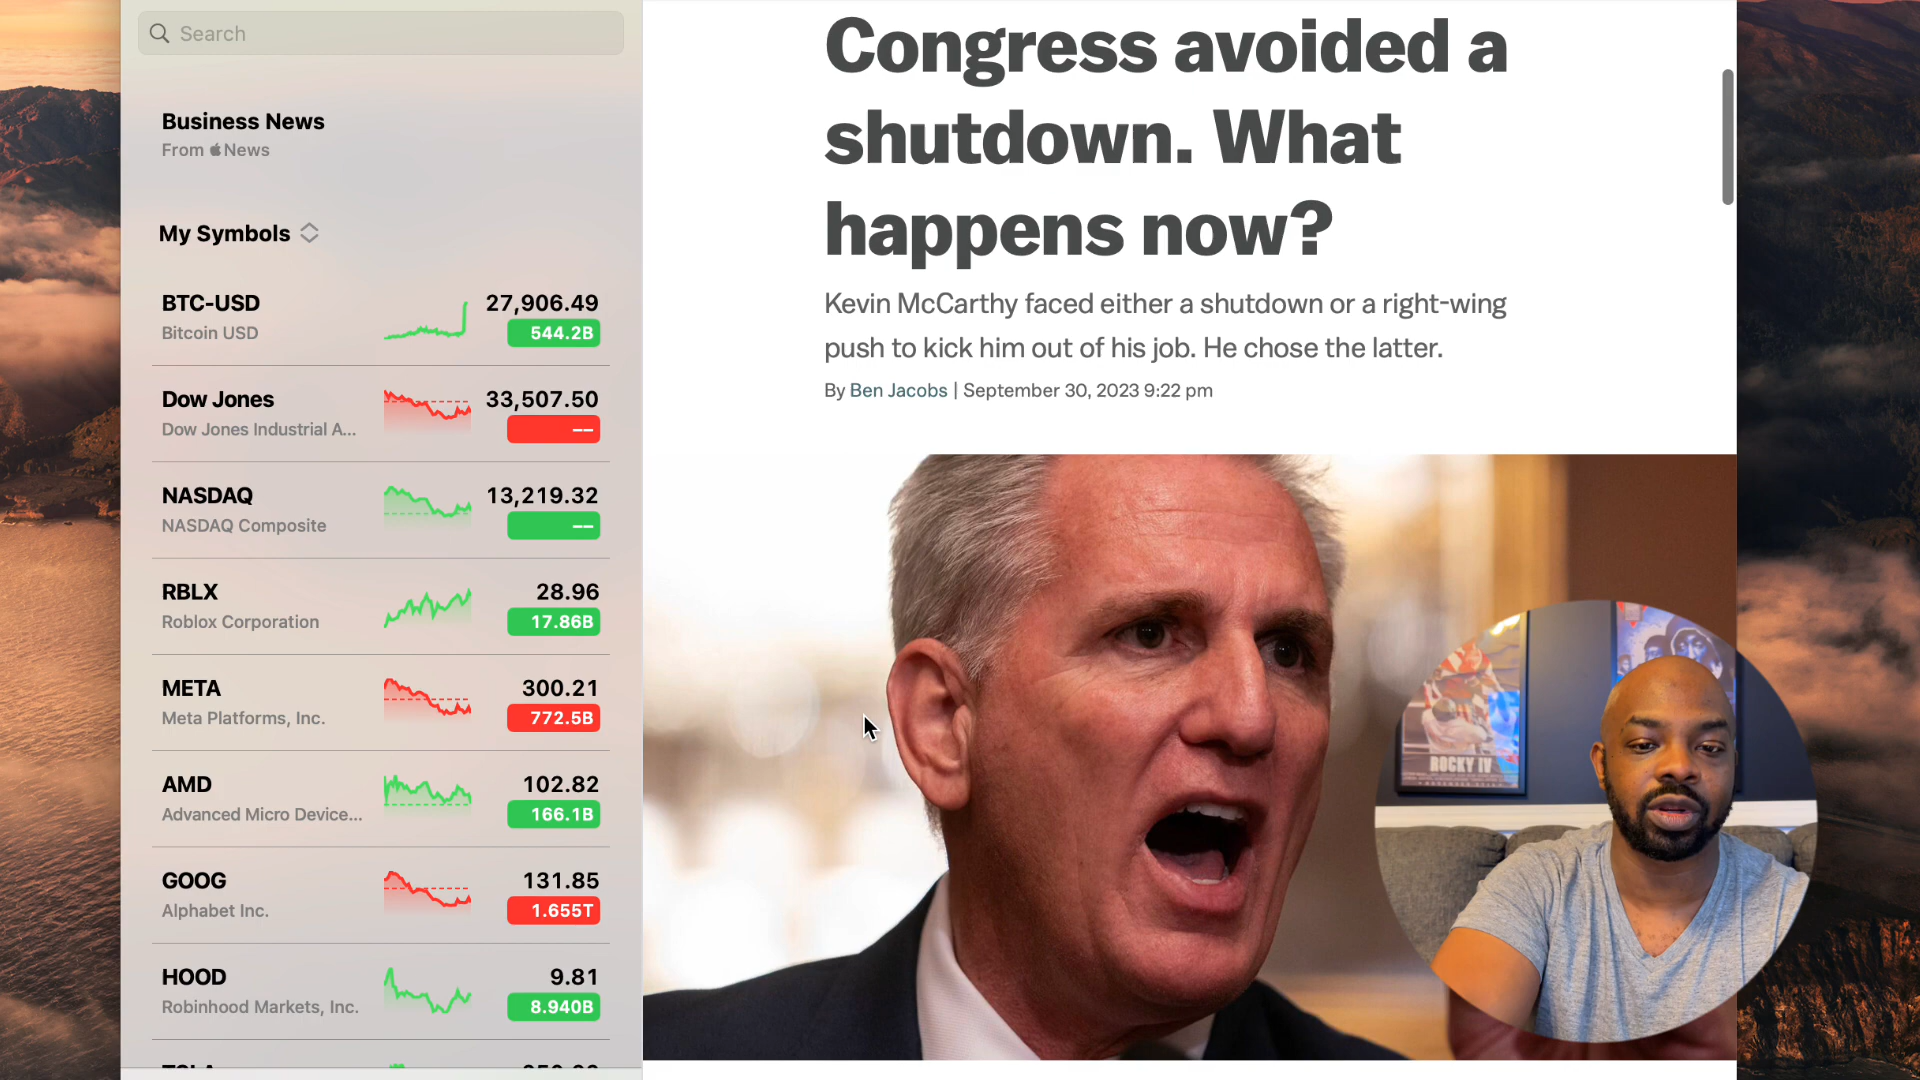 Search
Business News
From News
My Symbols
BTC-USD
27,906.49
Bitcoin USD
544.2B
Dow Jones
33,507.50
Dow Jones Industrial A...
--
NASDAQ
13,219.32
NASDAQ Composite
--
RBLX
28.96
Roblox Corporation
17.86B
META
300.21
Meta Platforms, Inc.
772.5B
AMD
102.82
Advanced Micro Device...
166.1B
GOOG
131.85
Alphabet Inc.
1.655T
HOOD
9.81
Robinhood Markets, Inc.
8.940B
Congress avoided a
shutdown. What
happens now?
Kevin McCarthy faced either a shutdown or a right-wing
push to kick him out of his job. He chose the latter.
By Ben Jacobs | September 30, 2023 9:22 pm
ROCKY IV